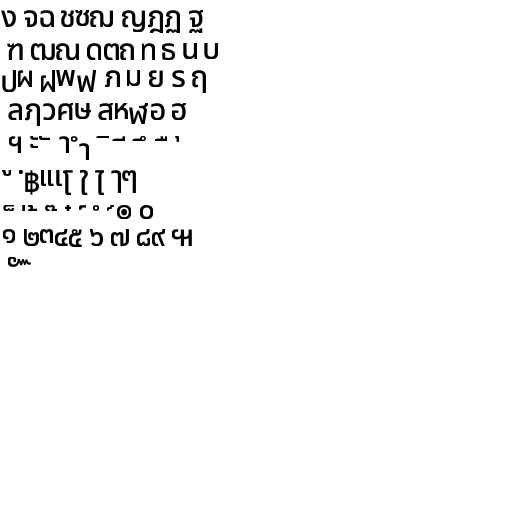 ง จฉ ชซฌ ญฎฏ ฐ
ฑ ฒณ ดตถ ท ธ น บ
ปผ ฝพฟ ภ ม ย ร ฤ
ล ฦ ว ศ ษ ส ห ฬ อ ฮ
ฯ ะ ั า ำ ิ ี ึ ื ุ
ู ฺ ฿ เ แ โ ใ ไ ๅ ๆ
๏ ๐
๑ ๒๓๔๕ ๖ ๗ ๘๙ ๚
๛